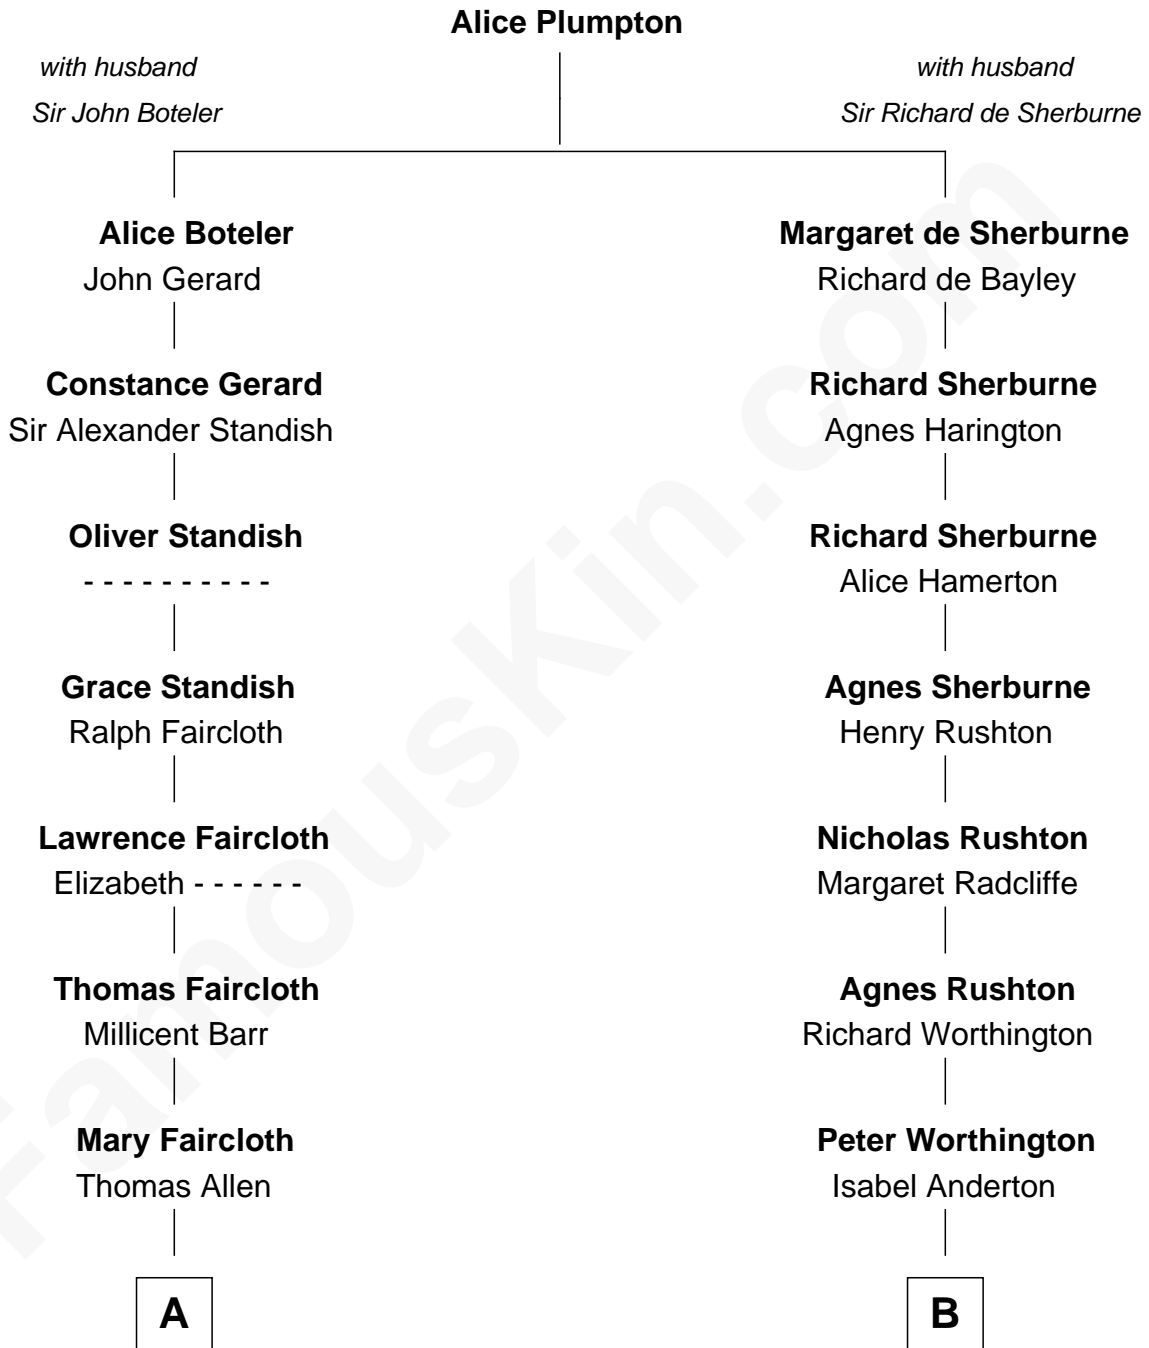 Alice Plumpton
with husband
Sir John Boteler
with husband
Sir Richard de Sherburne
Alice Boteler
John Gerard
Margaret de Sherburne
Richard de Bayley
Constance Gerard
Sir Alexander Standish
Richard Sherburne
Agnes Harington
Oliver Standish
- - - - - - - - - -
Richard Sherburne
Alice Hamerton
Grace Standish
Ralph Faircloth
Agnes Sherburne
Henry Rushton
Lawrence Faircloth
Elizabeth - - - - - -
Nicholas Rushton
Margaret Radcliffe
Thomas Faircloth
Millicent Barr
Agnes Rushton
Richard Worthington
Mary Faircloth
Thomas Allen
Peter Worthington
Isabel Anderton
A
B
FamousKin.com